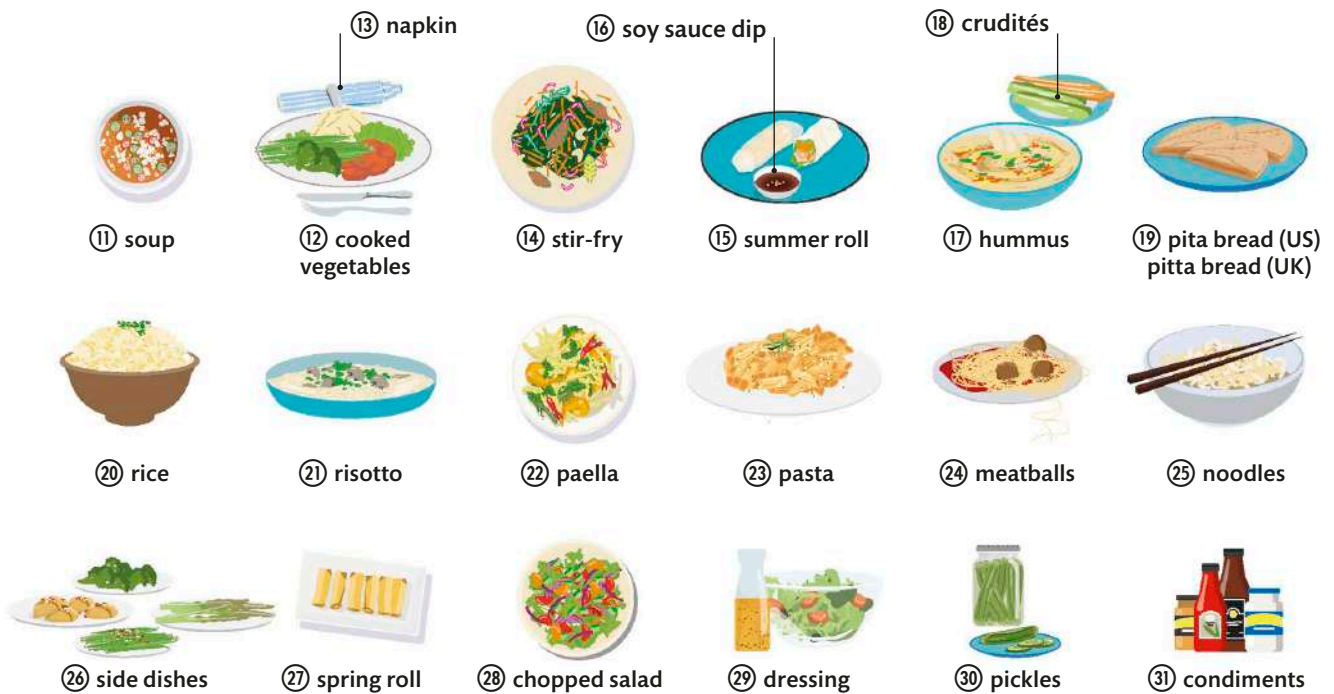 ⑬ napkin
⑯ soy sauce dip
⑱ crudités
⑪ soup
⑫ cooked
vegetables
⑭ stir-fry
⑮ summer roll
⑰ hummus
⑲ pita bread (US)
pitta bread (UK)
⑳ rice
㉑ risotto
㉒ paella
㉓ pasta
㉔ meatballs
㉕ noodles
㉖ side dishes
㉗ spring roll
㉘ chopped salad
㉙ dressing
㉚ pickles
㉛ condiments